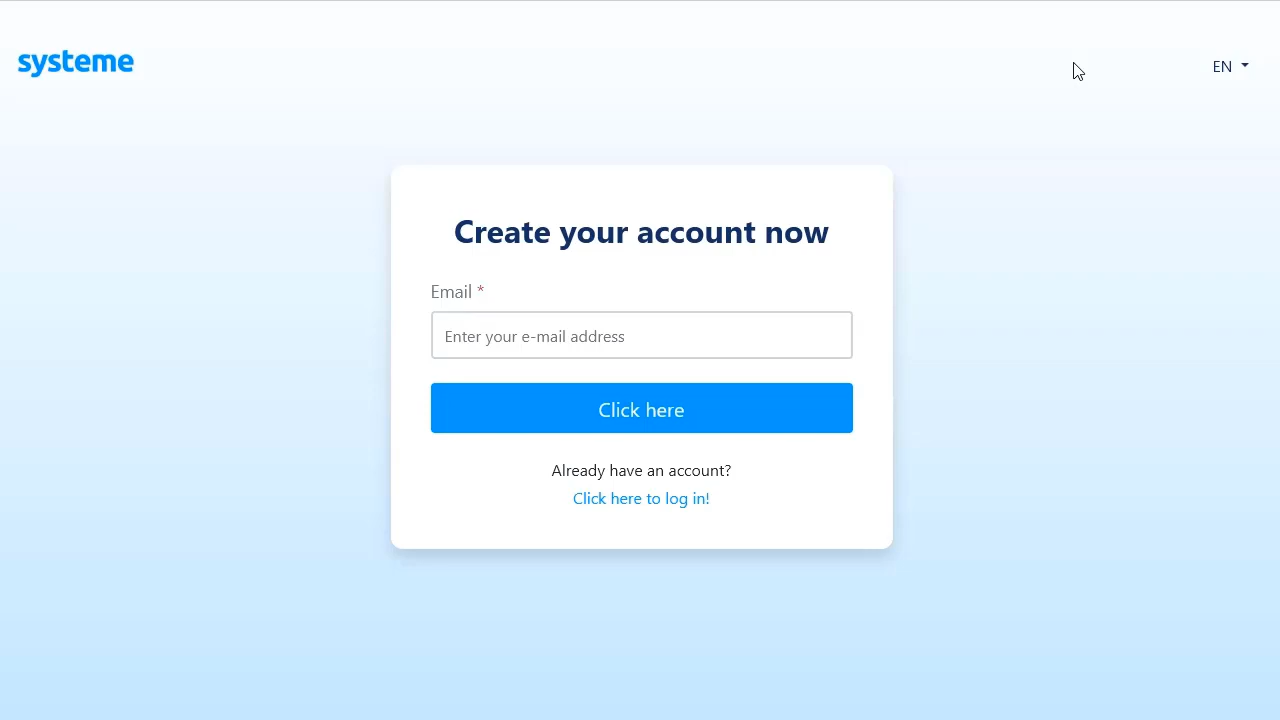 systeme
EN
Create your account now
Email *
Enter your e-mail address
Click here
Already have an account?
Click here to log in!